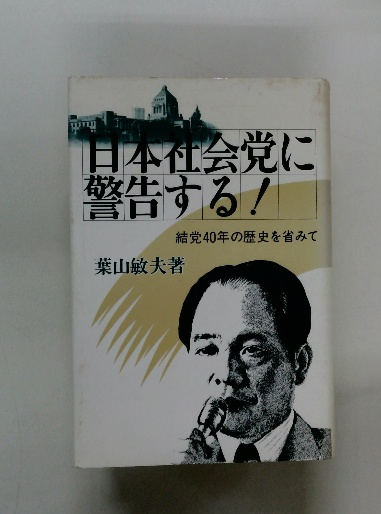 日本社会党に
警告する!
結党40年の歴史を省みて
葉山敏夫著